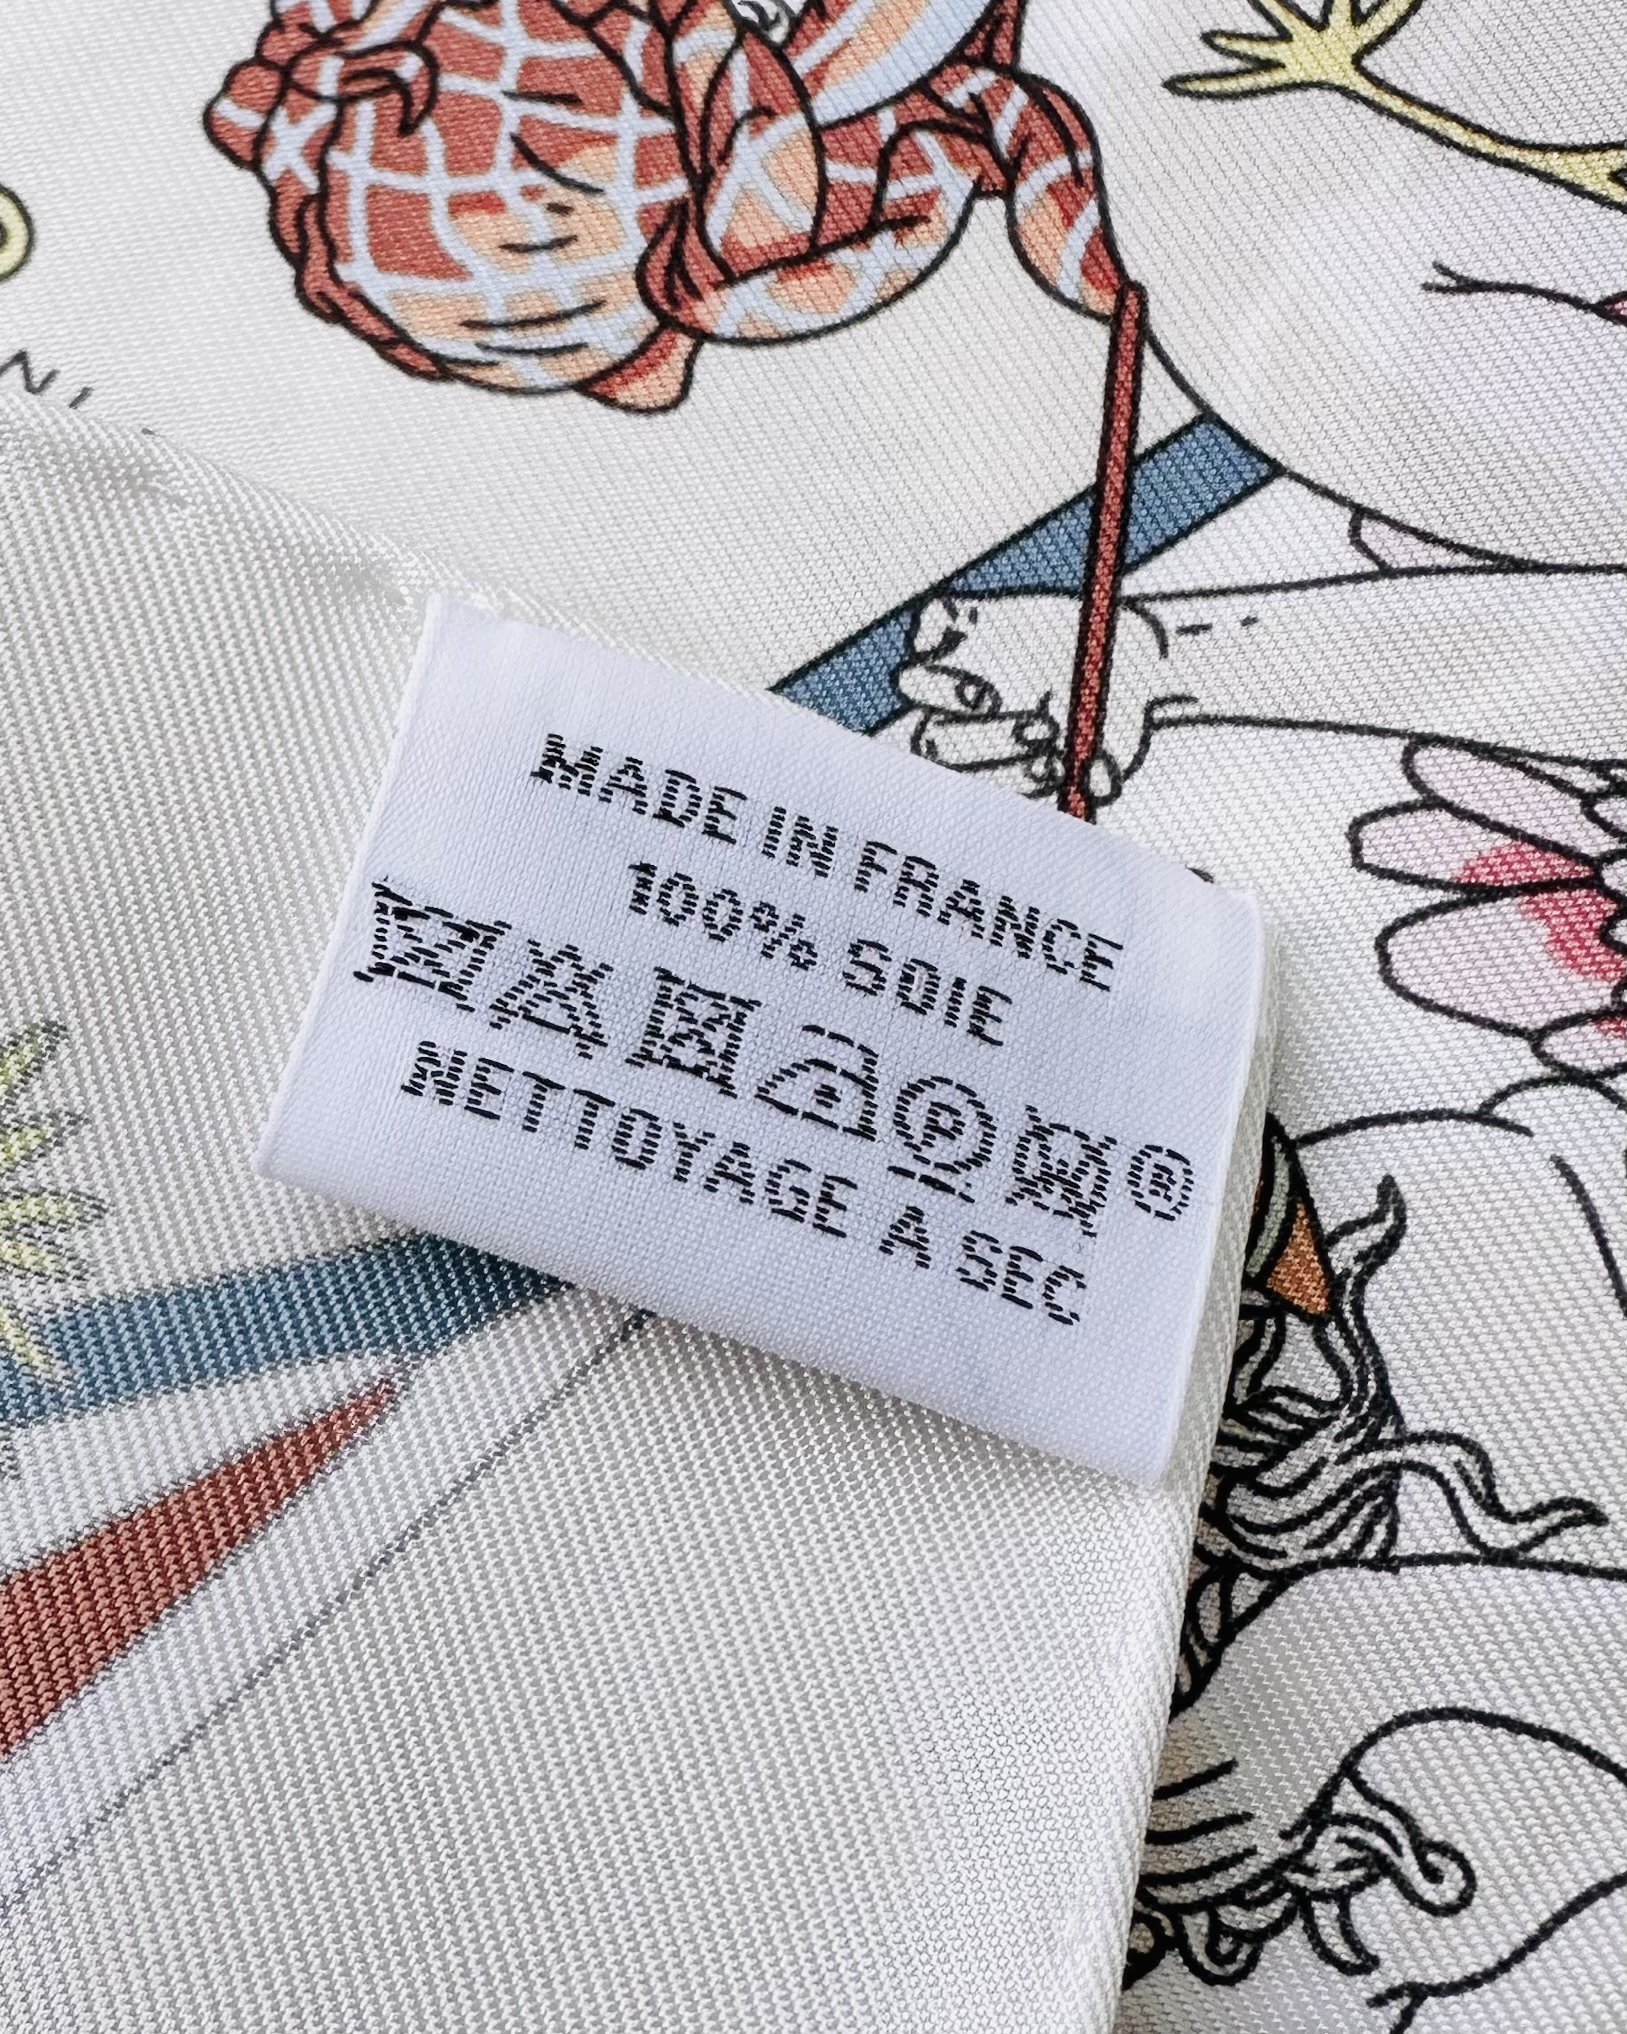 MADE IN FRANCE
100% SOIE
P ®
NETTOYAGE A SEC